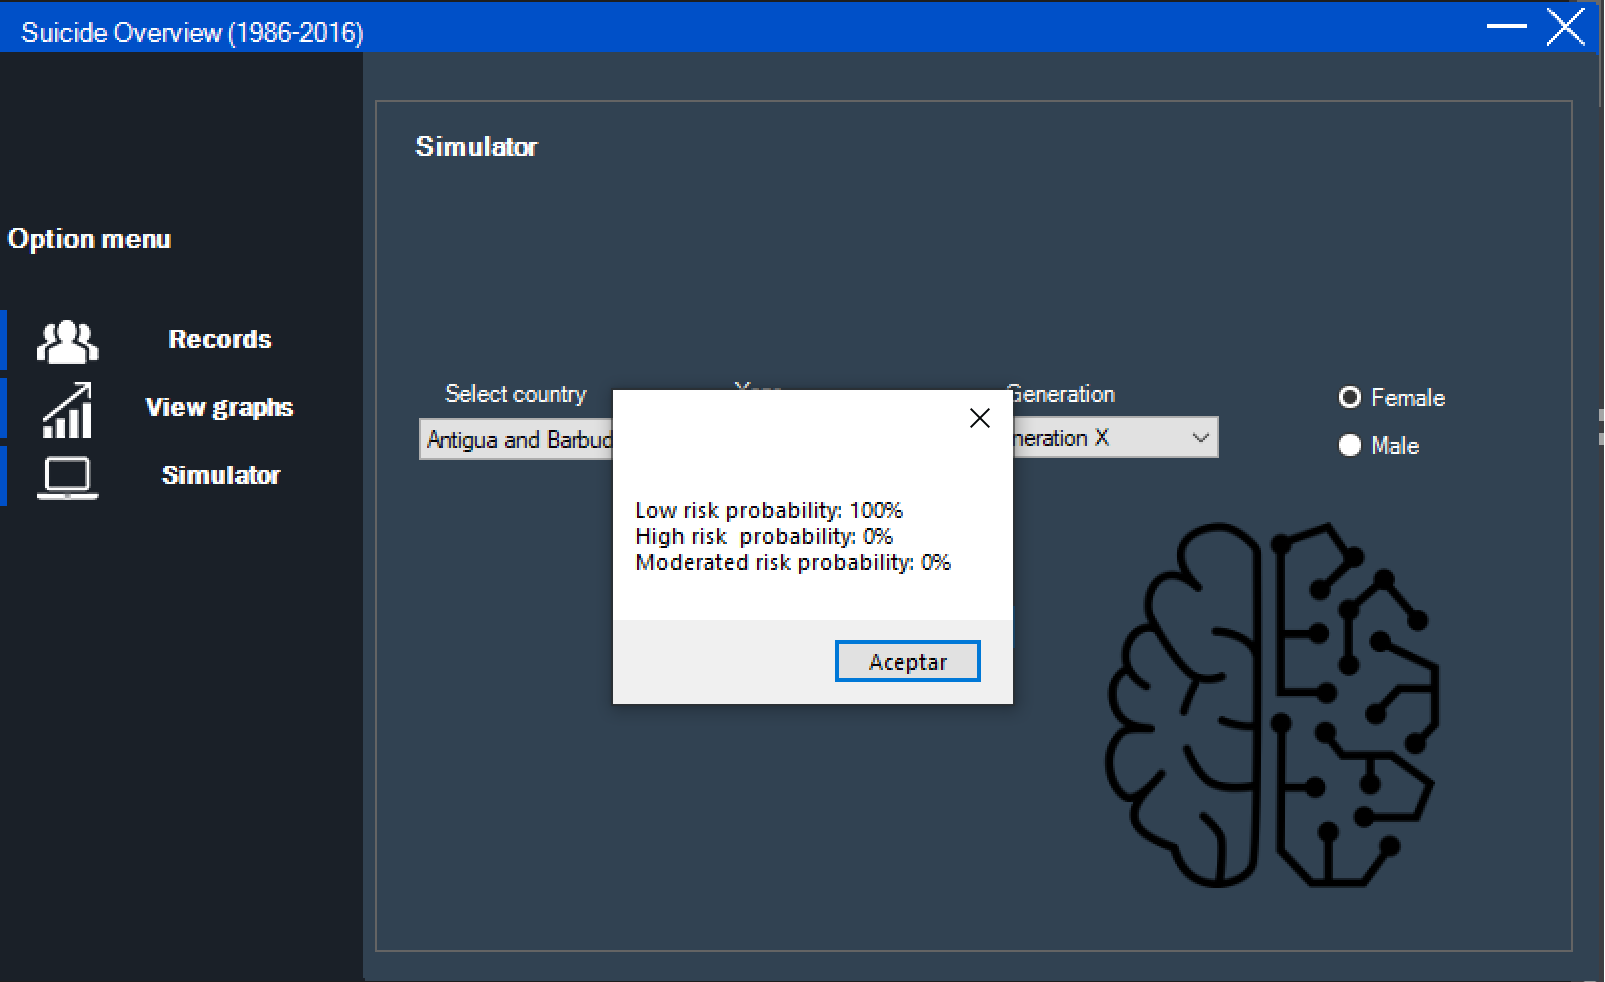 Suicide Overview (1986-2016)
Simulator
Option menu
Records
View graphs
Simulator
Select country
Generation
Female
Antigua and Barbud
neration X
Male
Low risk probability: 100%
High risk  probability: 0%
Moderated risk probability: 0%
Aceptar